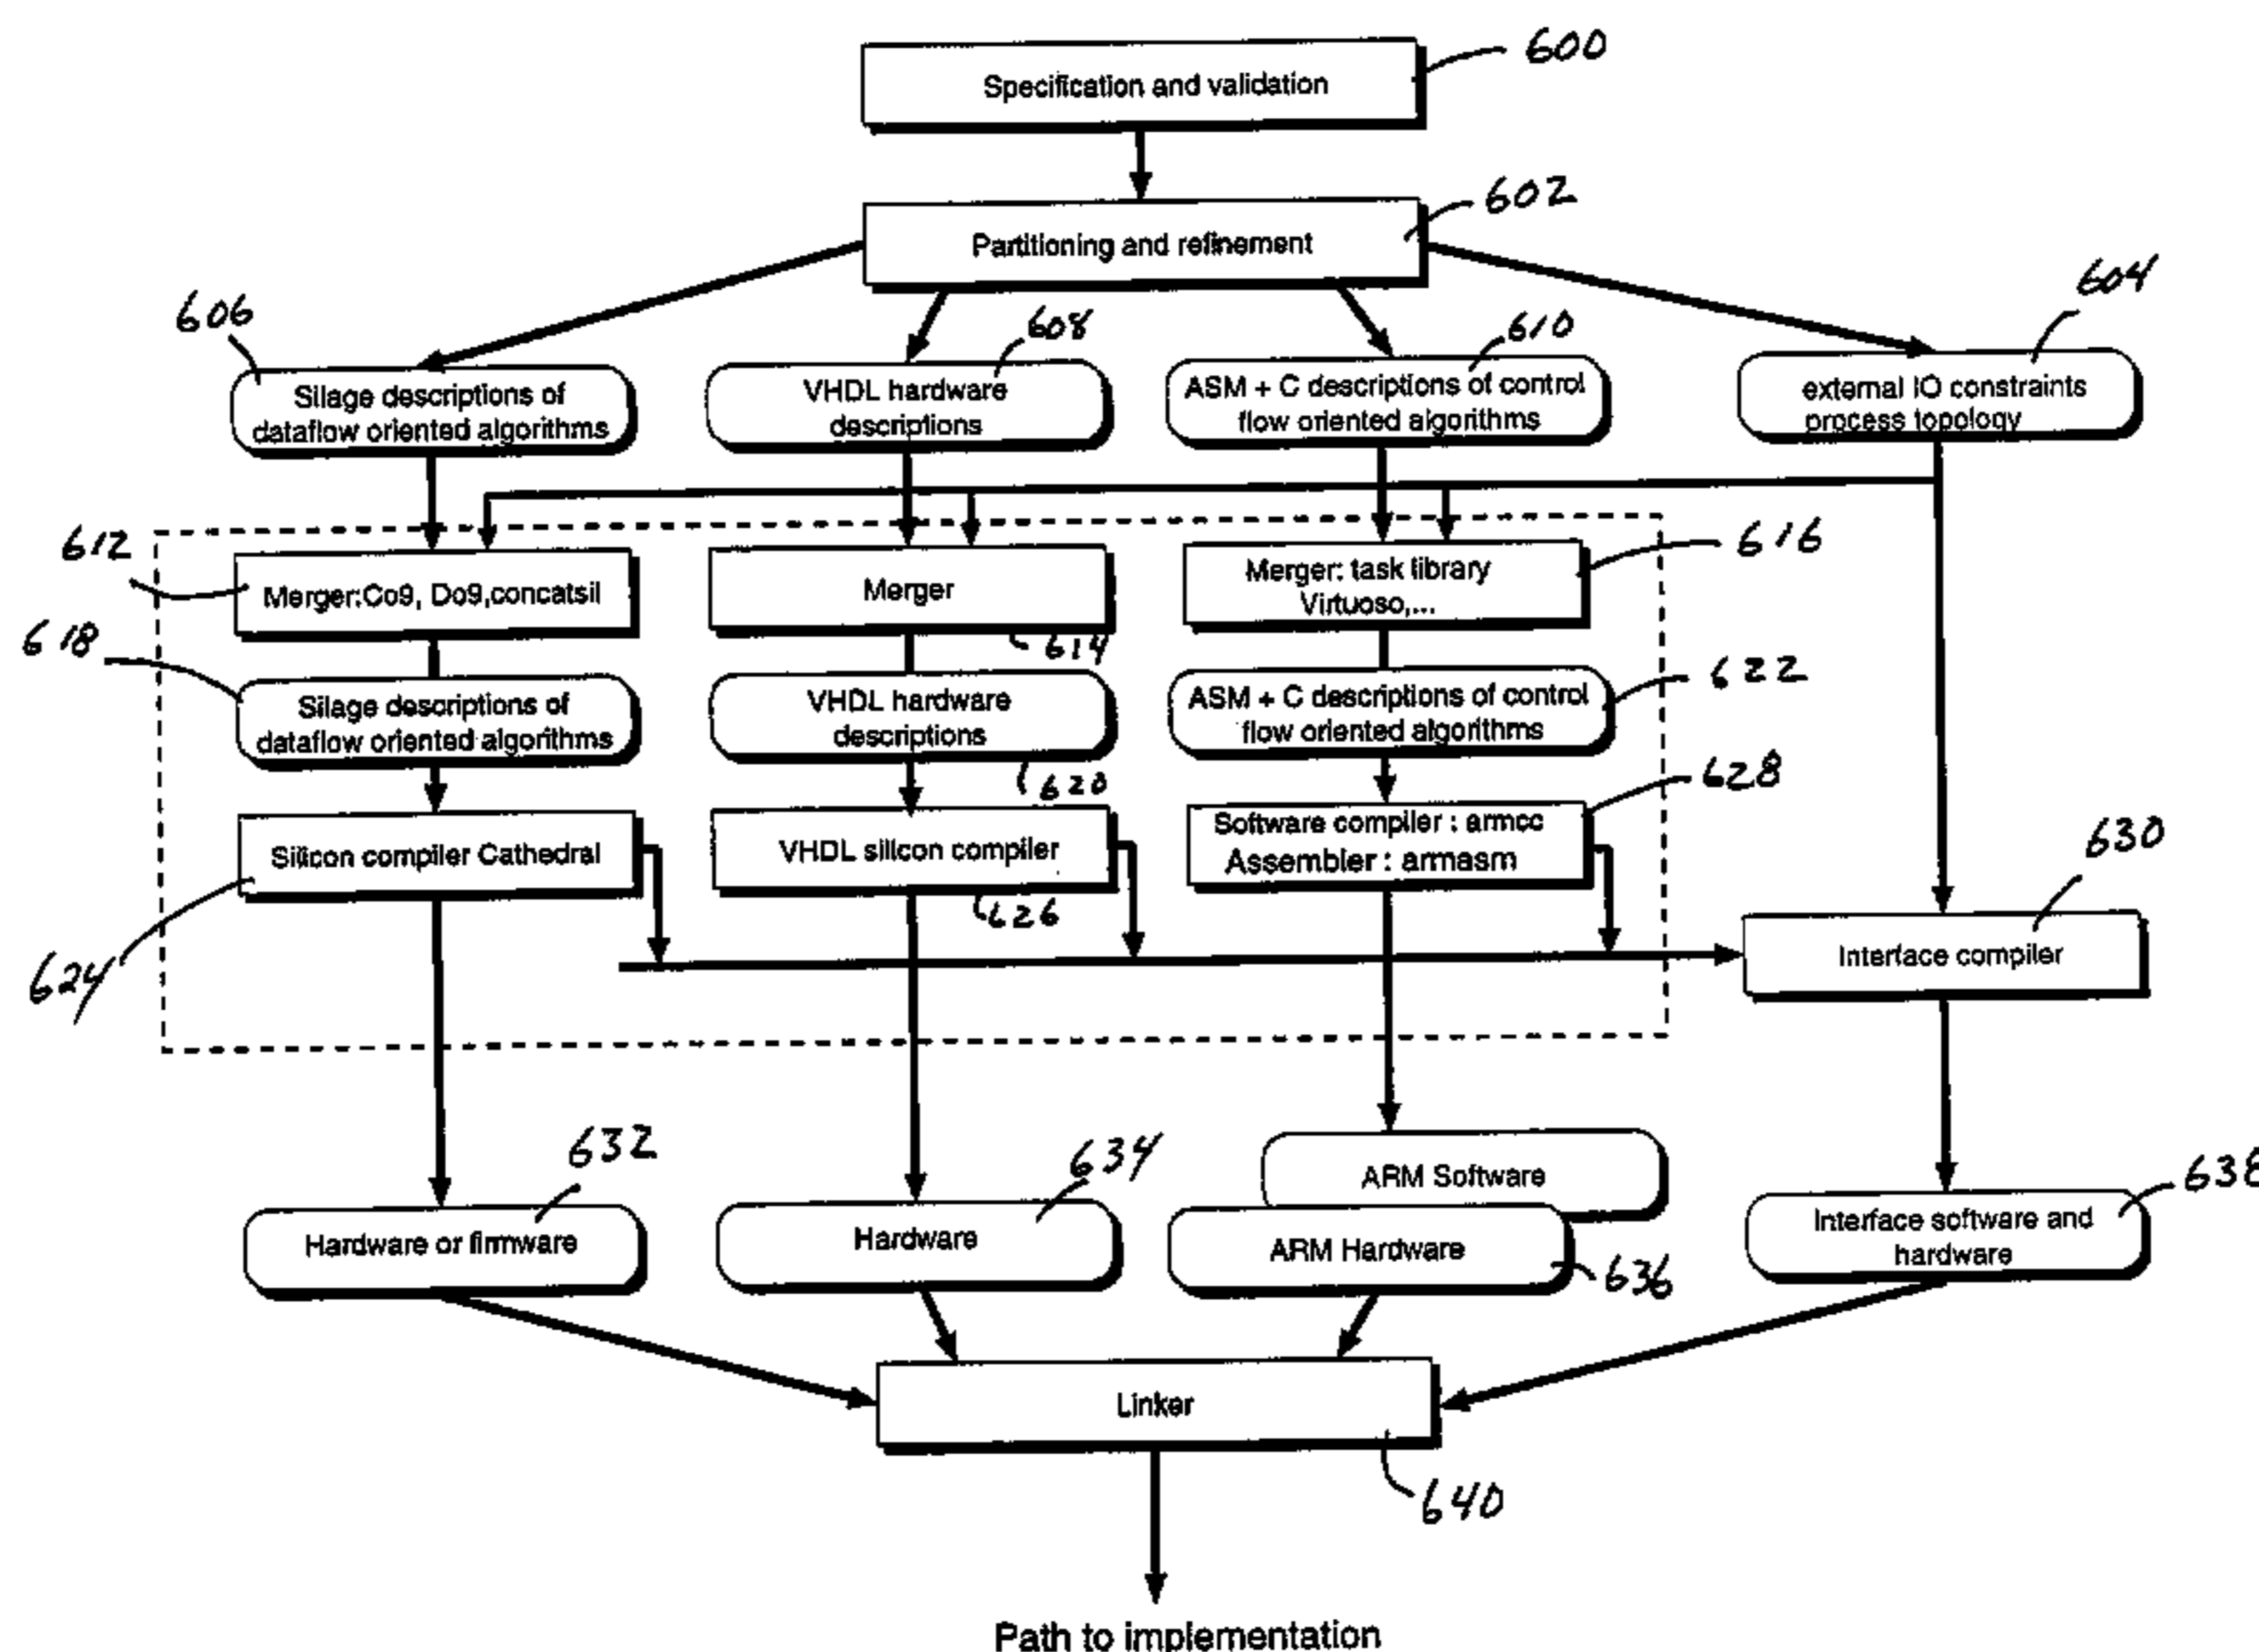 Specification and validation
600
Partitioning and refinement
602
606
608
610
604
Silage descriptions of
dataflow oriented algorithms
VHDL hardware
descriptions
ASM + C descriptions of control
flow oriented algorithms
external IO constraints
process topology
612
Merger:Co9, Do9,concatsil
Merger
614
Merger: task library
Virtuoso,...
616
618
Silage descriptions of
dataflow oriented algorithms
VHDL hardware
descriptions
620
ASM + C descriptions of control
flow oriented algorithms
622
Silicon compiler Cathedral
624
VHDL silicon compiler
626
Software compiler : armcc
Assembler : armasm
628
630
Interface compiler
632
Hardware or firmware
634
Hardware
ARM Software
ARM Hardware
636
Interface software and
hardware
638
Linker
640
Path to implementation